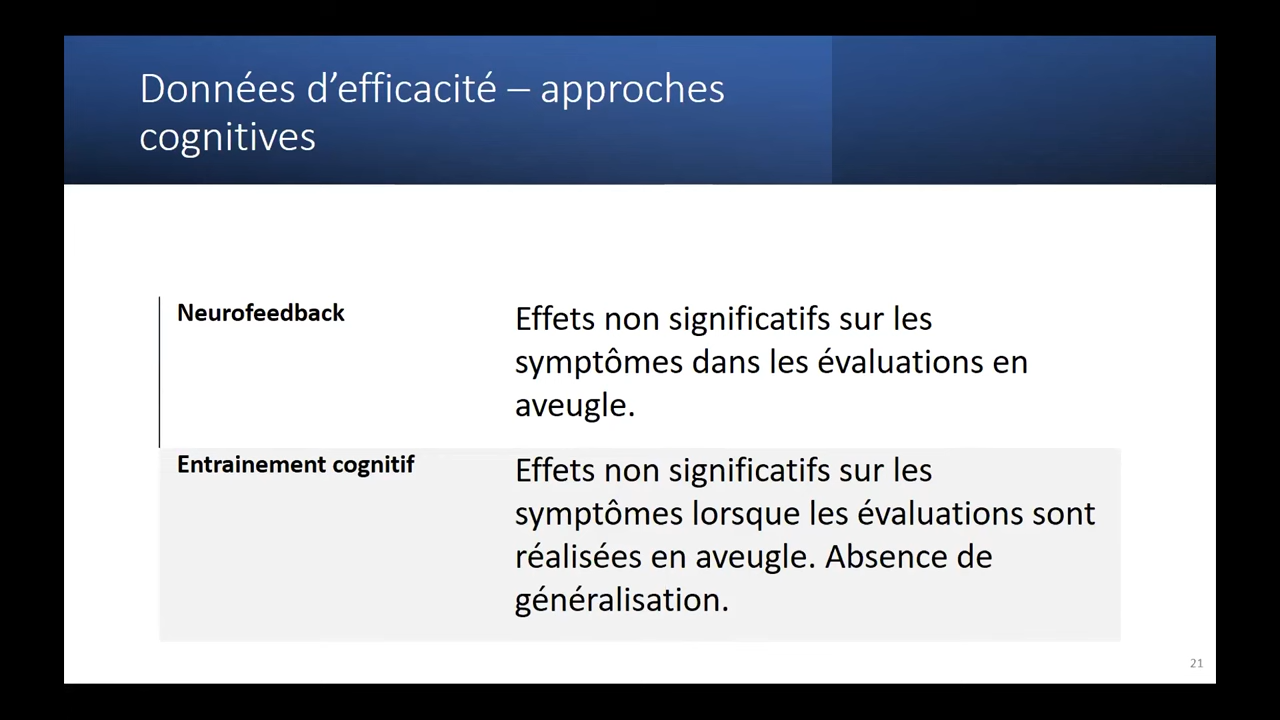 Données d’efficacité – approches
cognitives
Neurofeedback
Effets non significatifs sur les
symptômes dans les évaluations en
aveugle.
Entrainement cognitif
Effets non significatifs sur les
symptômes lorsque les évaluations sont
réalisées en aveugle. Absence de
généralisation.
21